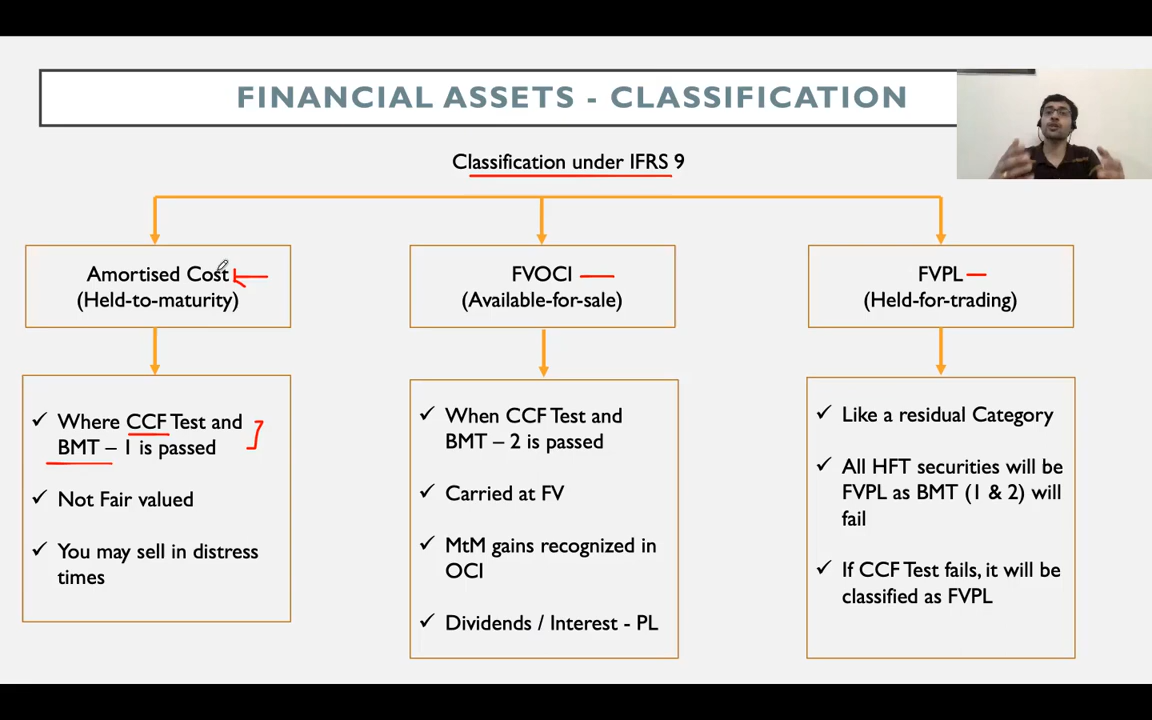 FINANCIAL ASSETS - CLASSIFICATION
Classification under IFRS 9
Amortised Cost
(Held-to-maturity)
Where CCF Test and
BMT – 1 is passed
Not Fair valued
You may sell in distress
times
FVOCI
(Available-for-sale)
When CCF Test and
BMT – 2 is passed
Carried at FV
MtM gains recognized in
OCI
Dividends / Interest - PL
FVPL
(Held-for-trading)
Like a residual Category
All HFT securities will be
FVPL as BMT (1 & 2) will
fail
If CCF Test fails, it will be
classified as FVPL